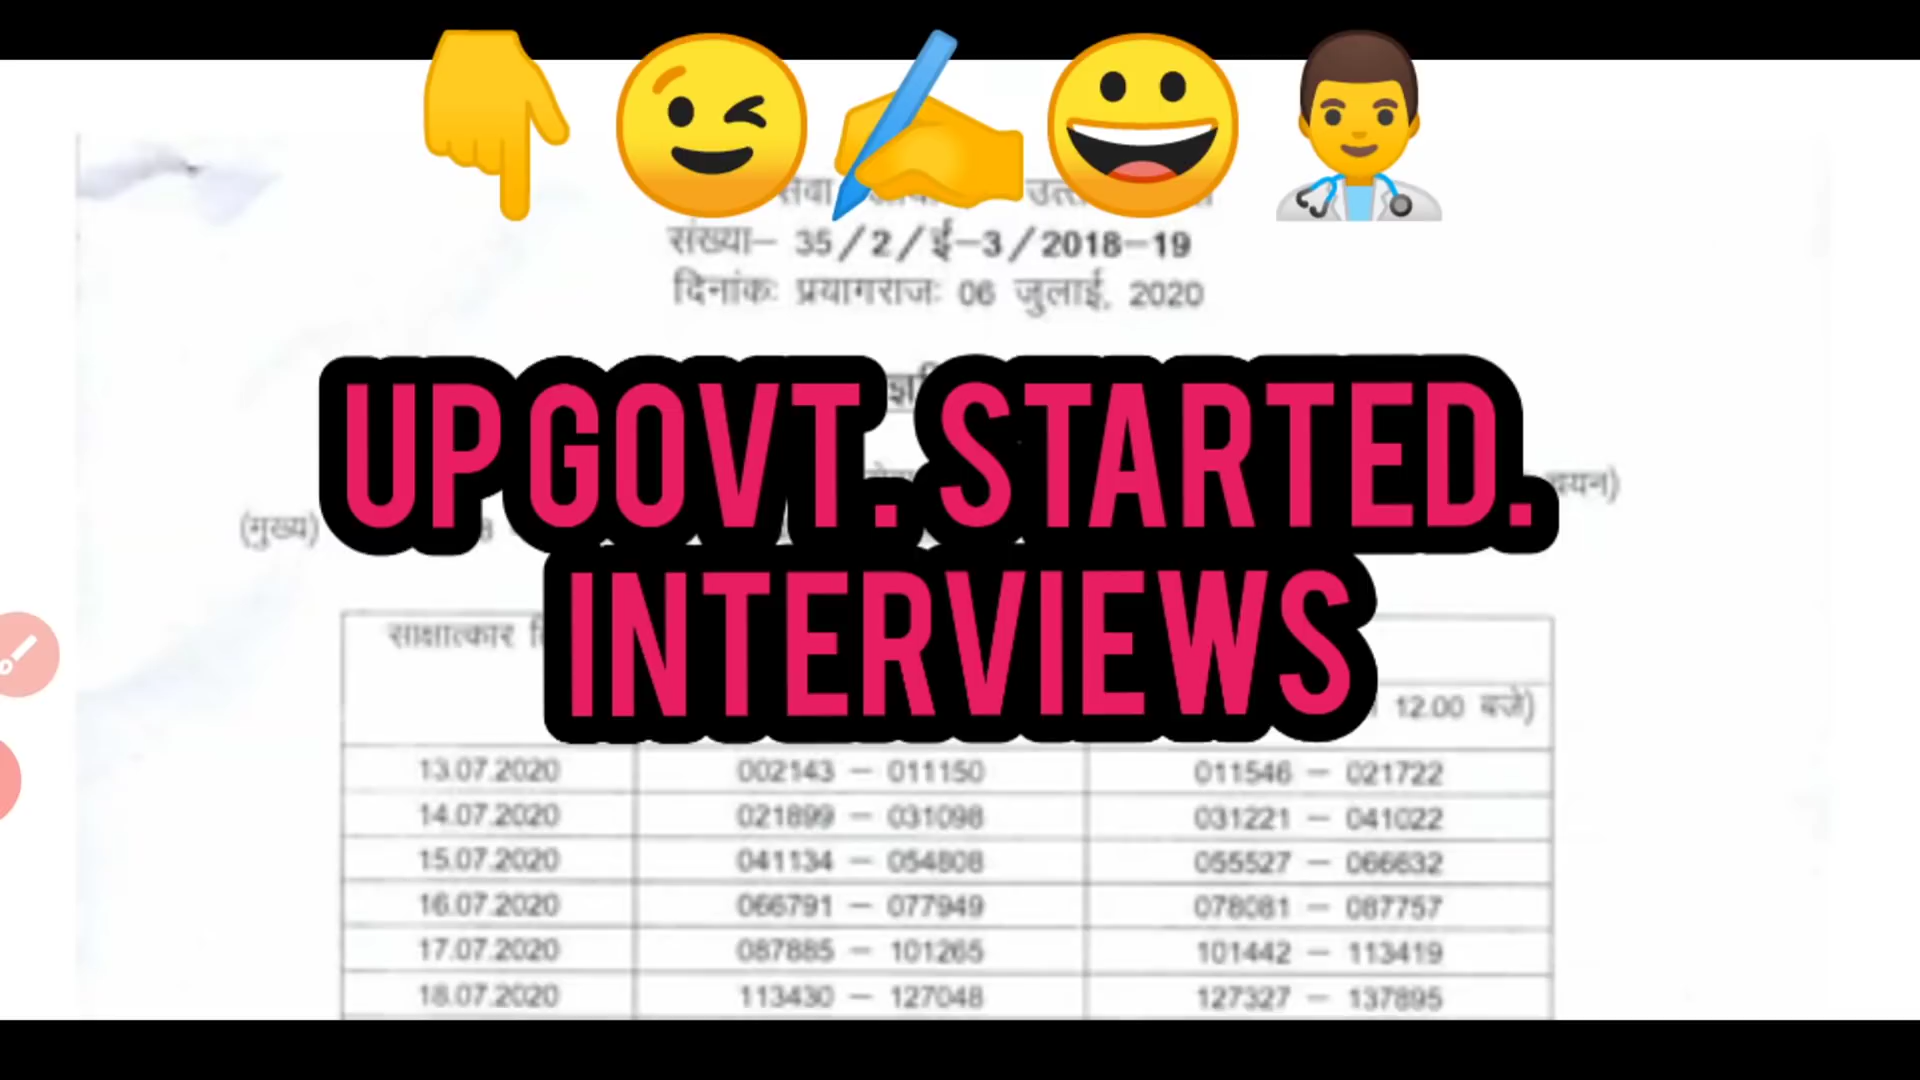 सेवा
संख्या– 35/2/ई–3/2018–19
दिनांकः प्रयागराजः 06 जुलाई, 2020
UP GOVT. STARTED.
चयन)
(मुख्य)
INTERVIEWS
साक्षात्कार
12.00 बजे)
13.07.2020 002143 – 011150 011546 – 021722
14.07.2020 021899 – 031098 031221 – 041022
15.07.2020 041134 – 054808 055527 – 066632
16.07.2020 066791 – 077949 078081 – 087757
17.07.2020 087885 – 101265 101442 – 113419
18.07.2020 113430 – 127048 127327 – 137895